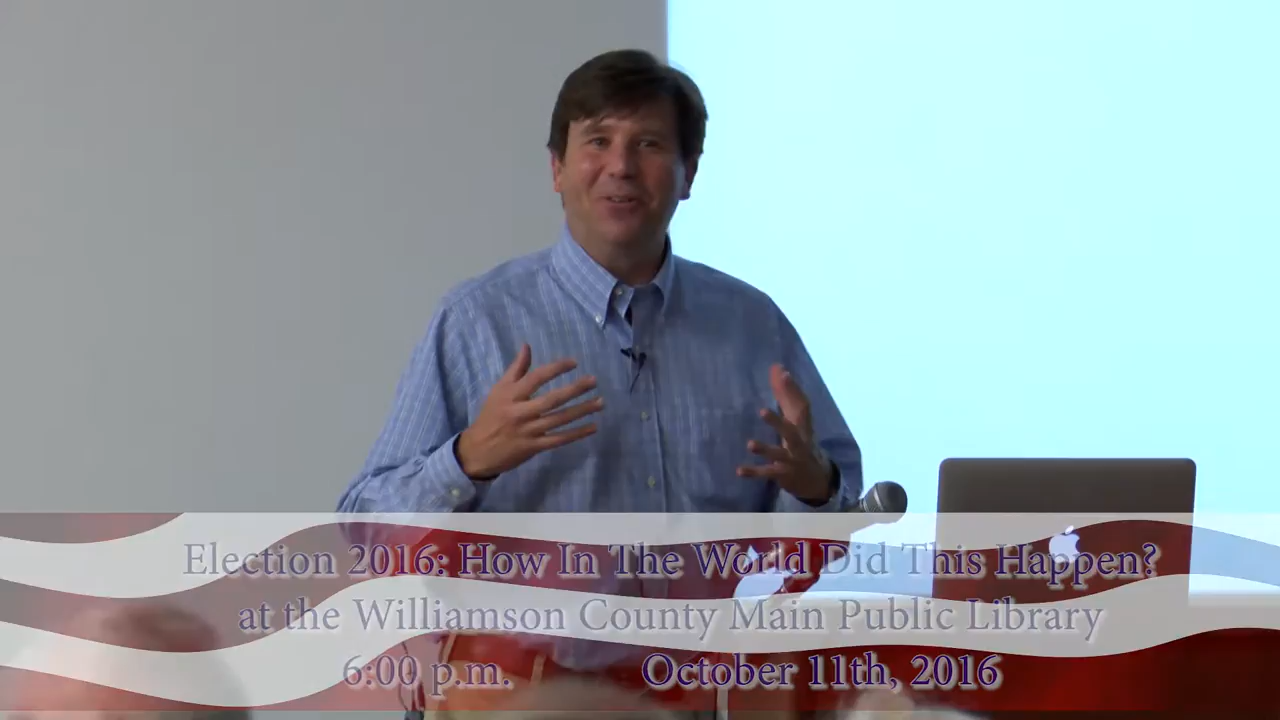 Election 2016: How In The World Did This Happen?
at the Williamson County Main Public Library
6:00 p.m. October 11th, 2016